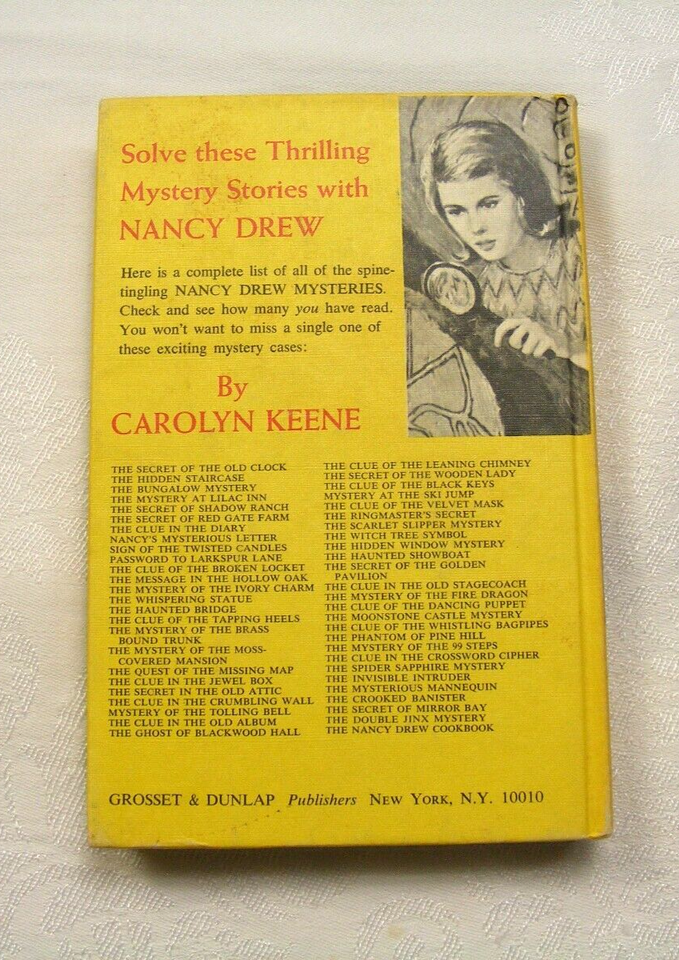 Solve these Thrilling
Mystery Stories with
NANCY DREW
Here is a complete list of all of the spine-
tingling NANCY DREW MYSTERIES.
Check and see how many you have read.
You won't want to miss a single one of
these exciting mystery cases:
By
CAROLYN KEENE
THE SECRET OF THE OLD CLOCK
THE HIDDEN STAIRCASE
THE BUNGALOW MYSTERY
THE MYSTERY AT LILAC INN
THE SECRET OF SHADOW RANCH
THE SECRET OF RED GATE FARM
THE CLUE IN THE DIARY
NANCY'S MYSTERIOUS LETTER
SIGN OF THE TWISTED CANDLES
PASSWORD TO LARKSPUR LANE
THE CLUE OF THE BROKEN LOCKET
THE MESSAGE IN THE HOLLOW OAK
THE MYSTERY OF THE IVORY CHARM
THE WHISPERING STATUE
THE HAUNTED BRIDGE
THE CLUE OF THE TAPPING HEELS
THE MYSTERY OF THE BRASS
BOUND TRUNK
THE MYSTERY OF THE MOSS-
COVERED MANSION
THE QUEST OF THE MISSING MAP
THE CLUE IN THE JEWEL BOX
THE SECRET IN THE OLD ATTIC
THE CLUE IN THE CRUMBLING WALL
MYSTERY OF THE TOLLING BELL
THE CLUE IN THE OLD ALBUM
THE GHOST OF BLACKWOOD HALL
THE CLUE OF THE LEANING CHIMNEY
THE SECRET OF THE WOODEN LADY
THE CLUE OF THE BLACK KEYS
MYSTERY AT THE SKI JUMP
THE CLUE OF THE VELVET MASK
THE RINGMASTER'S SECRET
THE SCARLET SLIPPER MYSTERY
THE WITCH TREE SYMBOL
THE HIDDEN WINDOW MYSTERY
THE HAUNTED SHOWBOAT
THE SECRET OF THE GOLDEN
PAVILION
THE CLUE IN THE OLD STAGECOACH
THE MYSTERY OF THE FIRE DRAGON
THE CLUE OF THE DANCING PUPPET
THE MOONSTONE CASTLE MYSTERY
THE CLUE OF THE WHISTLING BAGPIPES
THE PHANTOM OF PINE HILL
THE MYSTERY OF THE 99 STEPS
THE CLUE IN THE CROSSWORD CIPHER
THE SPIDER SAPPHIRE MYSTERY
THE INVISIBLE INTRUDER
THE MYSTERIOUS MANNEQUIN
THE CROOKED BANISTER
THE SECRET OF MIRROR BAY
THE DOUBLE JINX MYSTERY
THE NANCY DREW COOKBOOK
GROSSET & DUNLAP Publishers NEW YORK, N.Y. 10010